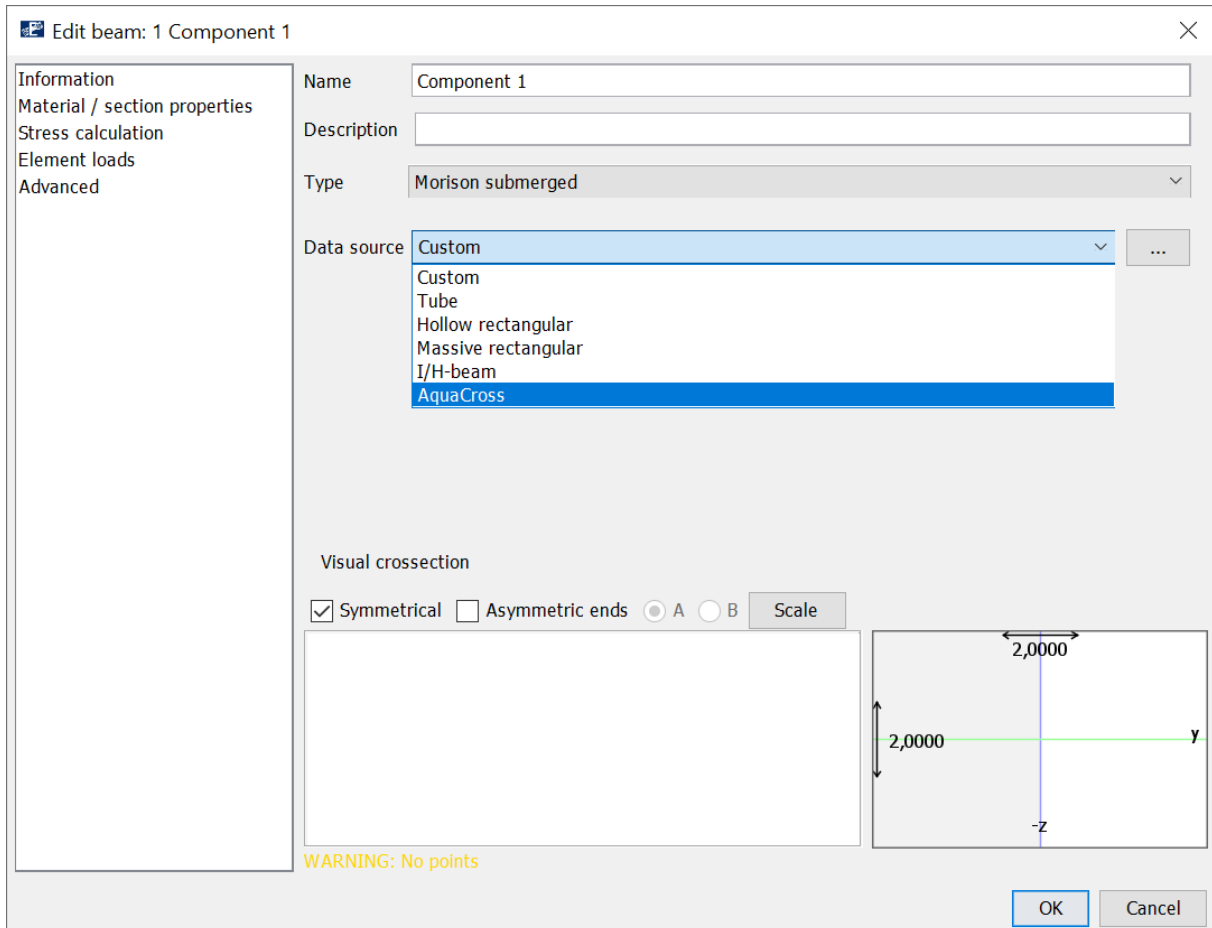 Edit beam: 1 Component 1
Information
Material / section properties
Stress calculation
Element loads
Advanced
Name Component 1
Description
Type Morison submerged
Data source Custom ...
Custom
Tube
Hollow rectangular
Massive rectangular
I/H-beam
AquaCross
Visual crossection
Symmetrical Asymmetric ends A B Scale
2,0000
2,0000
y
-z
WARNING: No points
OK Cancel